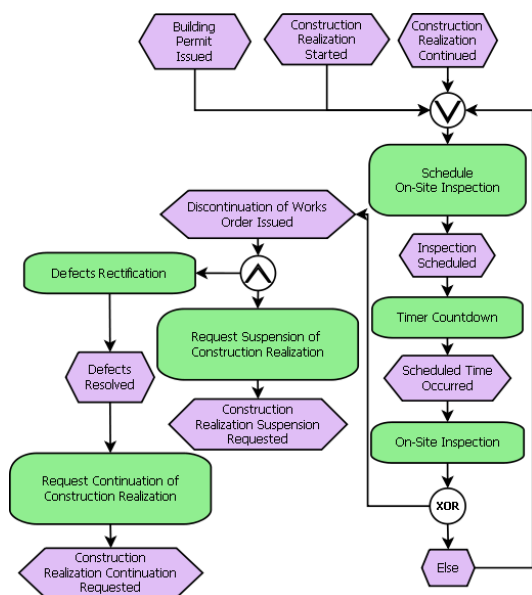 Building
Permit
Issued
Construction
Realization
Started
Construction
Realization
Continued
Schedule
On-Site Inspection
Discontinuation of Works
Order Issued
Inspection
Scheduled
Defects Rectification
Timer Countdown
Request Suspension of
Construction Realization
Defects
Resolved
Scheduled Time
Occurred
Construction
Realization Suspension
Requested
On-Site Inspection
Request Continuation of
Construction Realization
XOR
Construction
Realization Continuation
Requested
Else